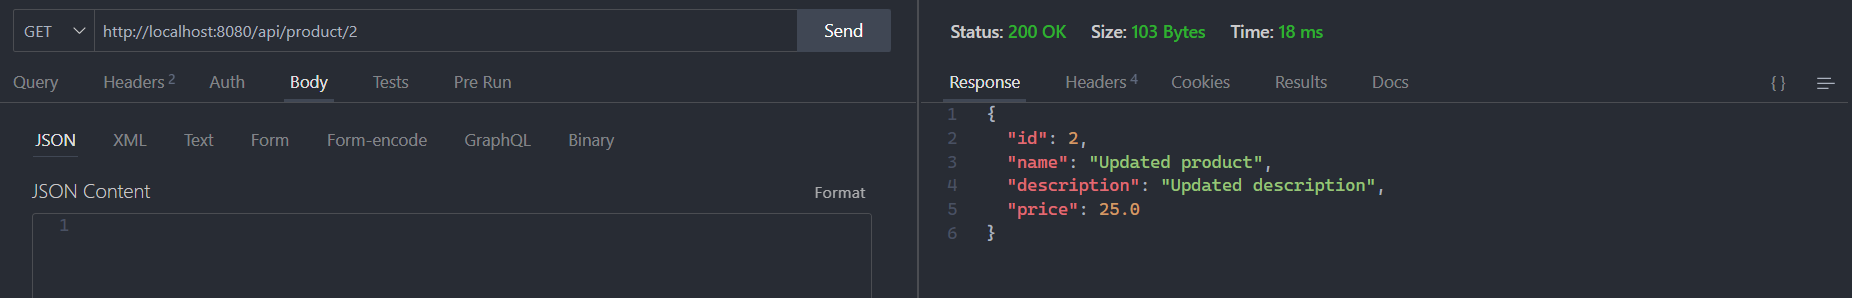 GET http://localhost:8080/api/product/2 Send
Query Headers 2 Auth Body Tests Pre Run
JSON XML Text Form Form-encode GraphQL Binary
JSON Content Format
1
Status: 200 OK Size: 103 Bytes Time: 18 ms
Response Headers 4 Cookies Results Docs {}
1 {
2 "id": 2,
3 "name": "Updated product",
4 "description": "Updated description",
5 "price": 25.0
6 }